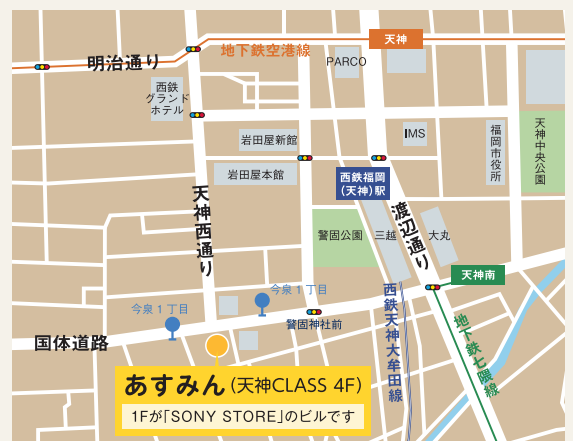 天神
地下鉄空港線
明治通り
PARCO
西鉄
グランド
ホテル
IMS
天神中央公園
福岡市役所
岩田屋新館
岩田屋本館
西鉄福岡
(天神)駅
天神西通り
渡辺通り
警固公園
三越
大丸
天神南
今泉1丁目
今泉1丁目
西鉄天神大牟田線
警固神社前
地下鉄七隈線
国体道路
あすみん(天神CLASS 4F)
1Fが「SONY STORE」のビルです